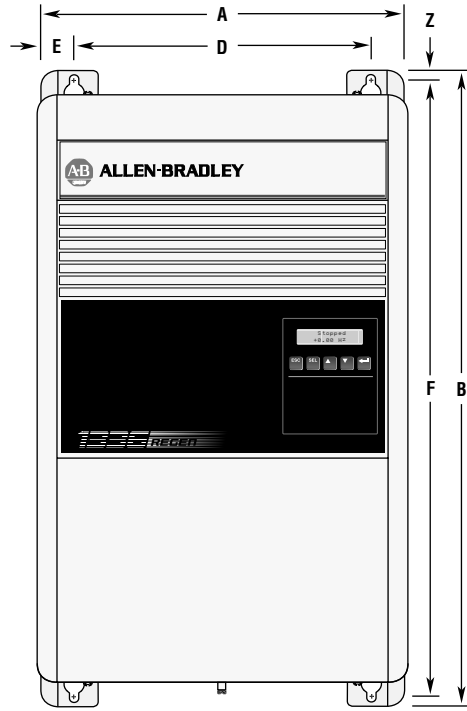 A
Z
E
D
A-B
ALLEN-BRADLEY
Stopped
+0.00 HZ
ESC SEL
F
B
1336 REGEN